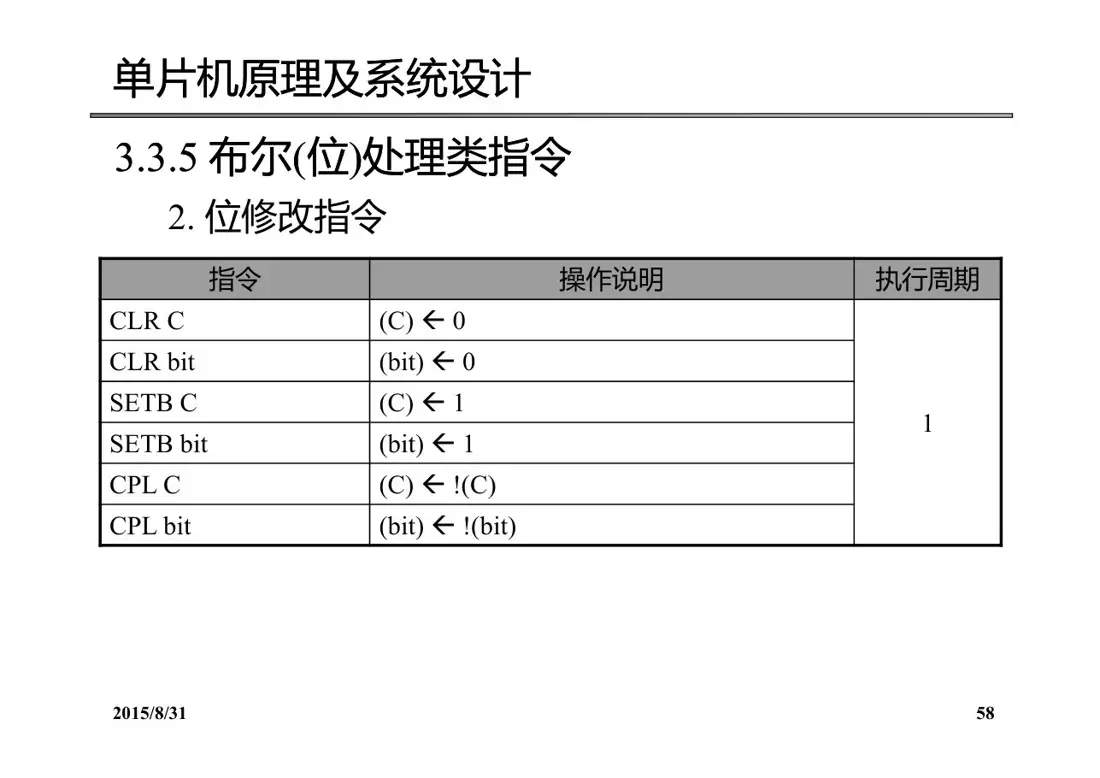 单片机原理及系统设计
3.3.5 布尔(位)处理类指令
2. 位修改指令
指令 操作说明 执行周期
CLR C (C) ← 0
CLR bit (bit) ← 0
SETB C (C) ← 1
SETB bit (bit) ← 1
1
CPL C (C) ← !(C)
CPL bit (bit) ← !(bit)
2015/8/31 58